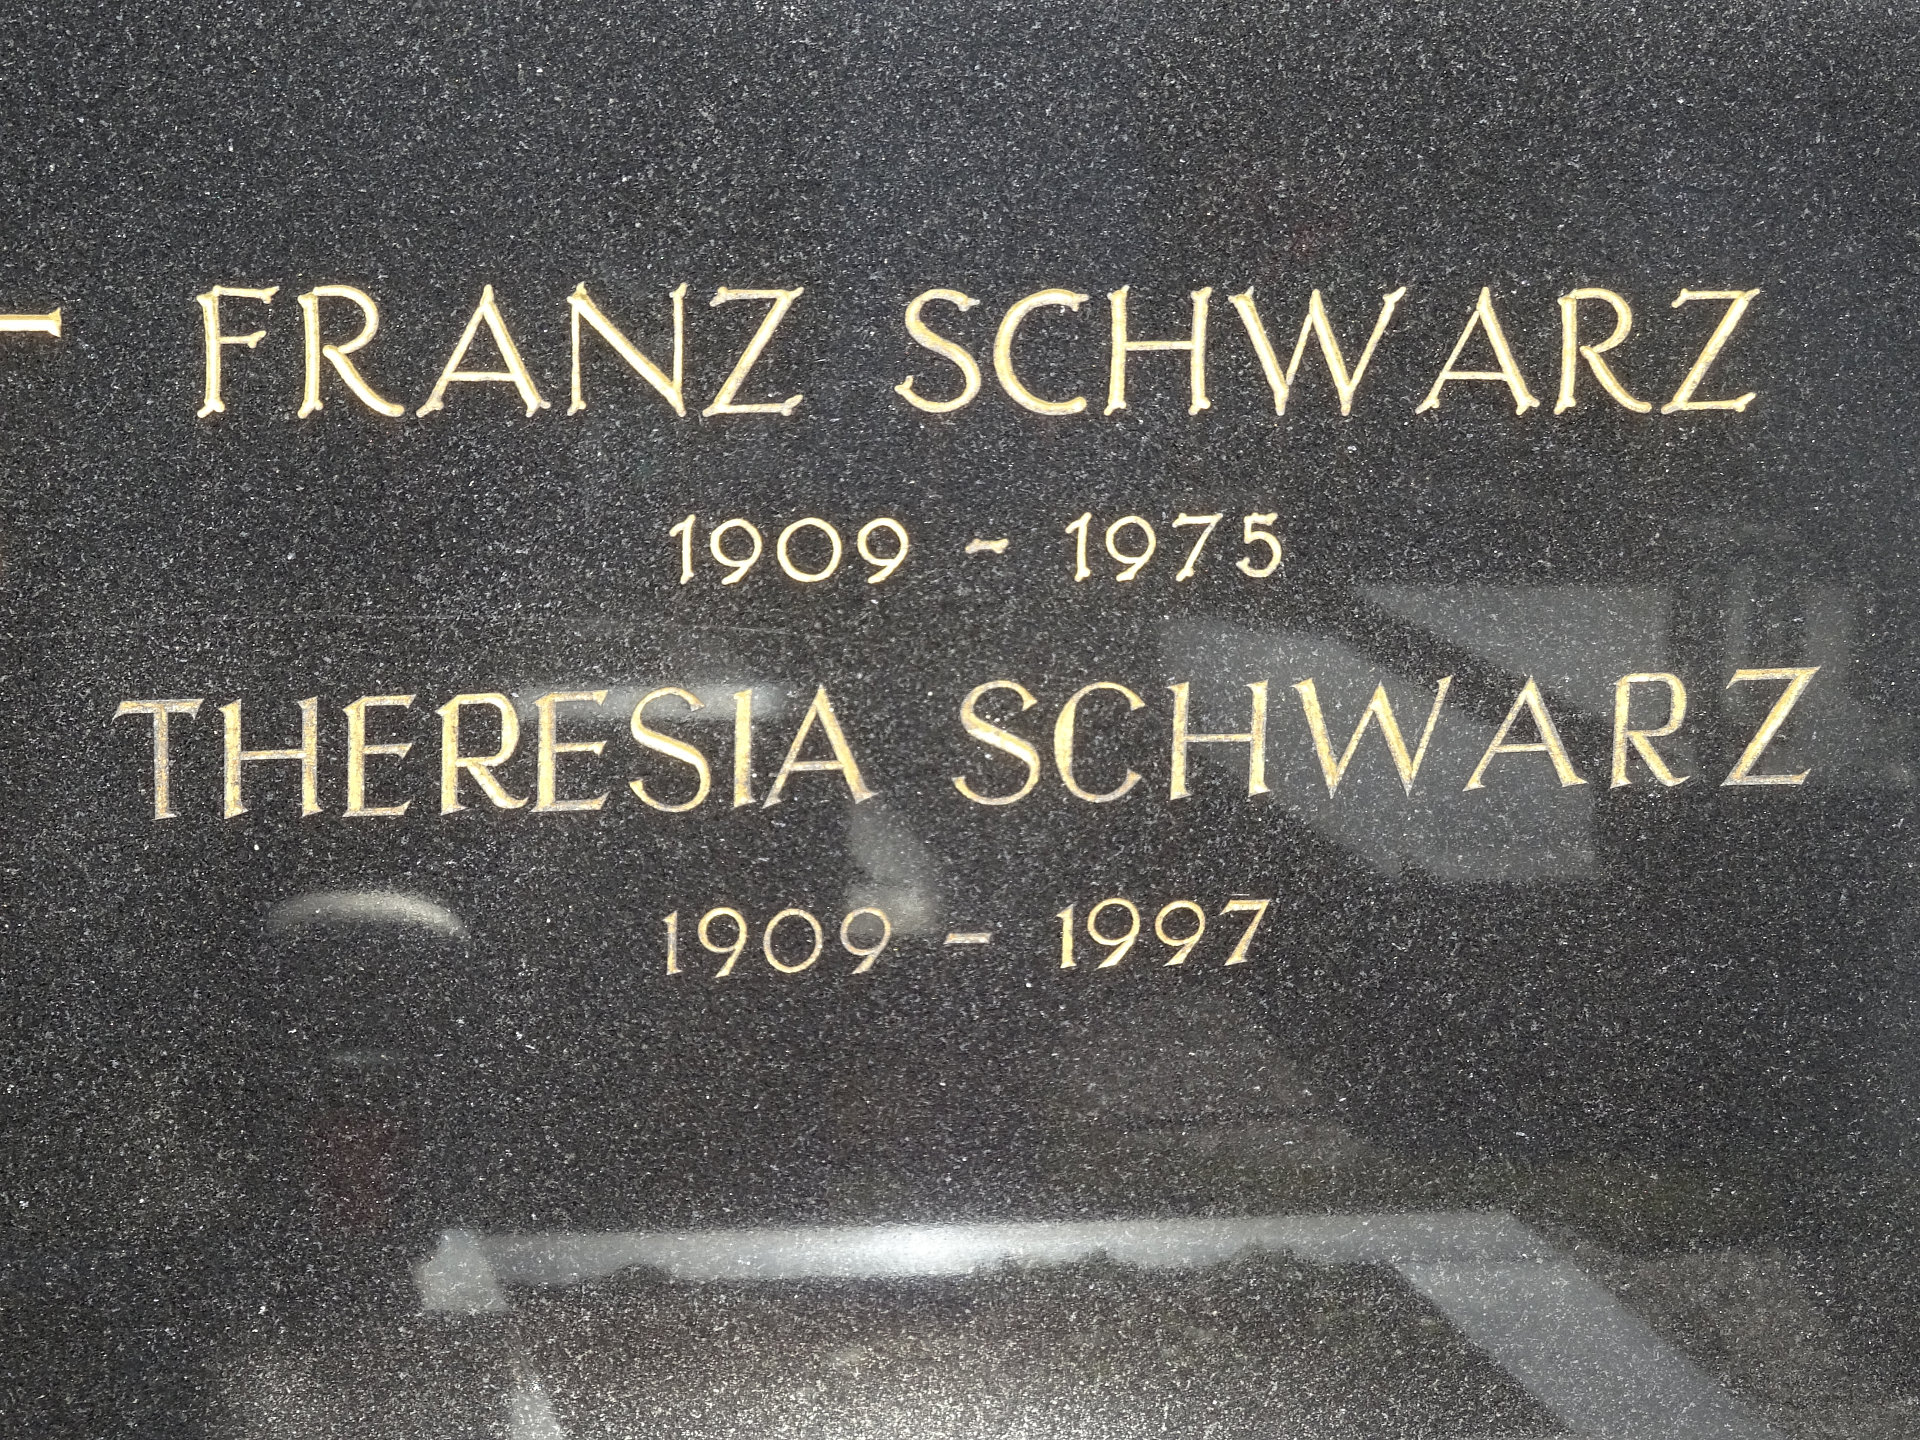 FRANZ SCHWARZ
1909 - 1975
THERESIA SCHWARZ
1909 - 1997